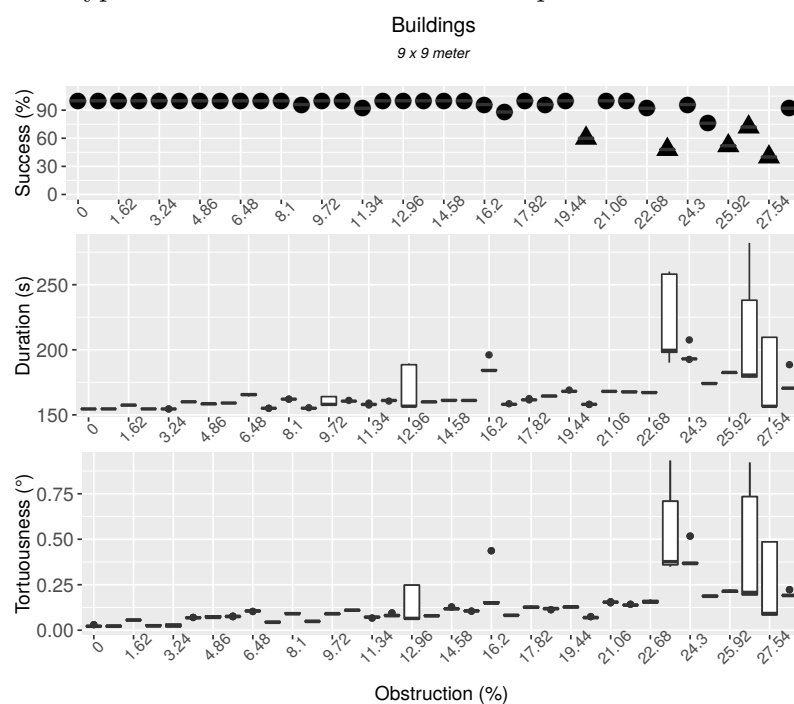 Buildings
9 x 9 meter
Success (%)
90
60
30
0
0 1.62 3.24 4.86 6.48 8.1 9.72 11.34 12.96 14.58 16.2 17.82 19.44 21.06 22.68 24.3 25.92 27.54
Duration (s)
250
200
150
0 1.62 3.24 4.86 6.48 8.1 9.72 11.34 12.96 14.58 16.2 17.82 19.44 21.06 22.68 24.3 25.92 27.54
Tortuousness (°)
0.75
0.50
0.25
0.00
0 1.62 3.24 4.86 6.48 8.1 9.72 11.34 12.96 14.58 16.2 17.82 19.44 21.06 22.68 24.3 25.92 27.54
Obstruction (%)